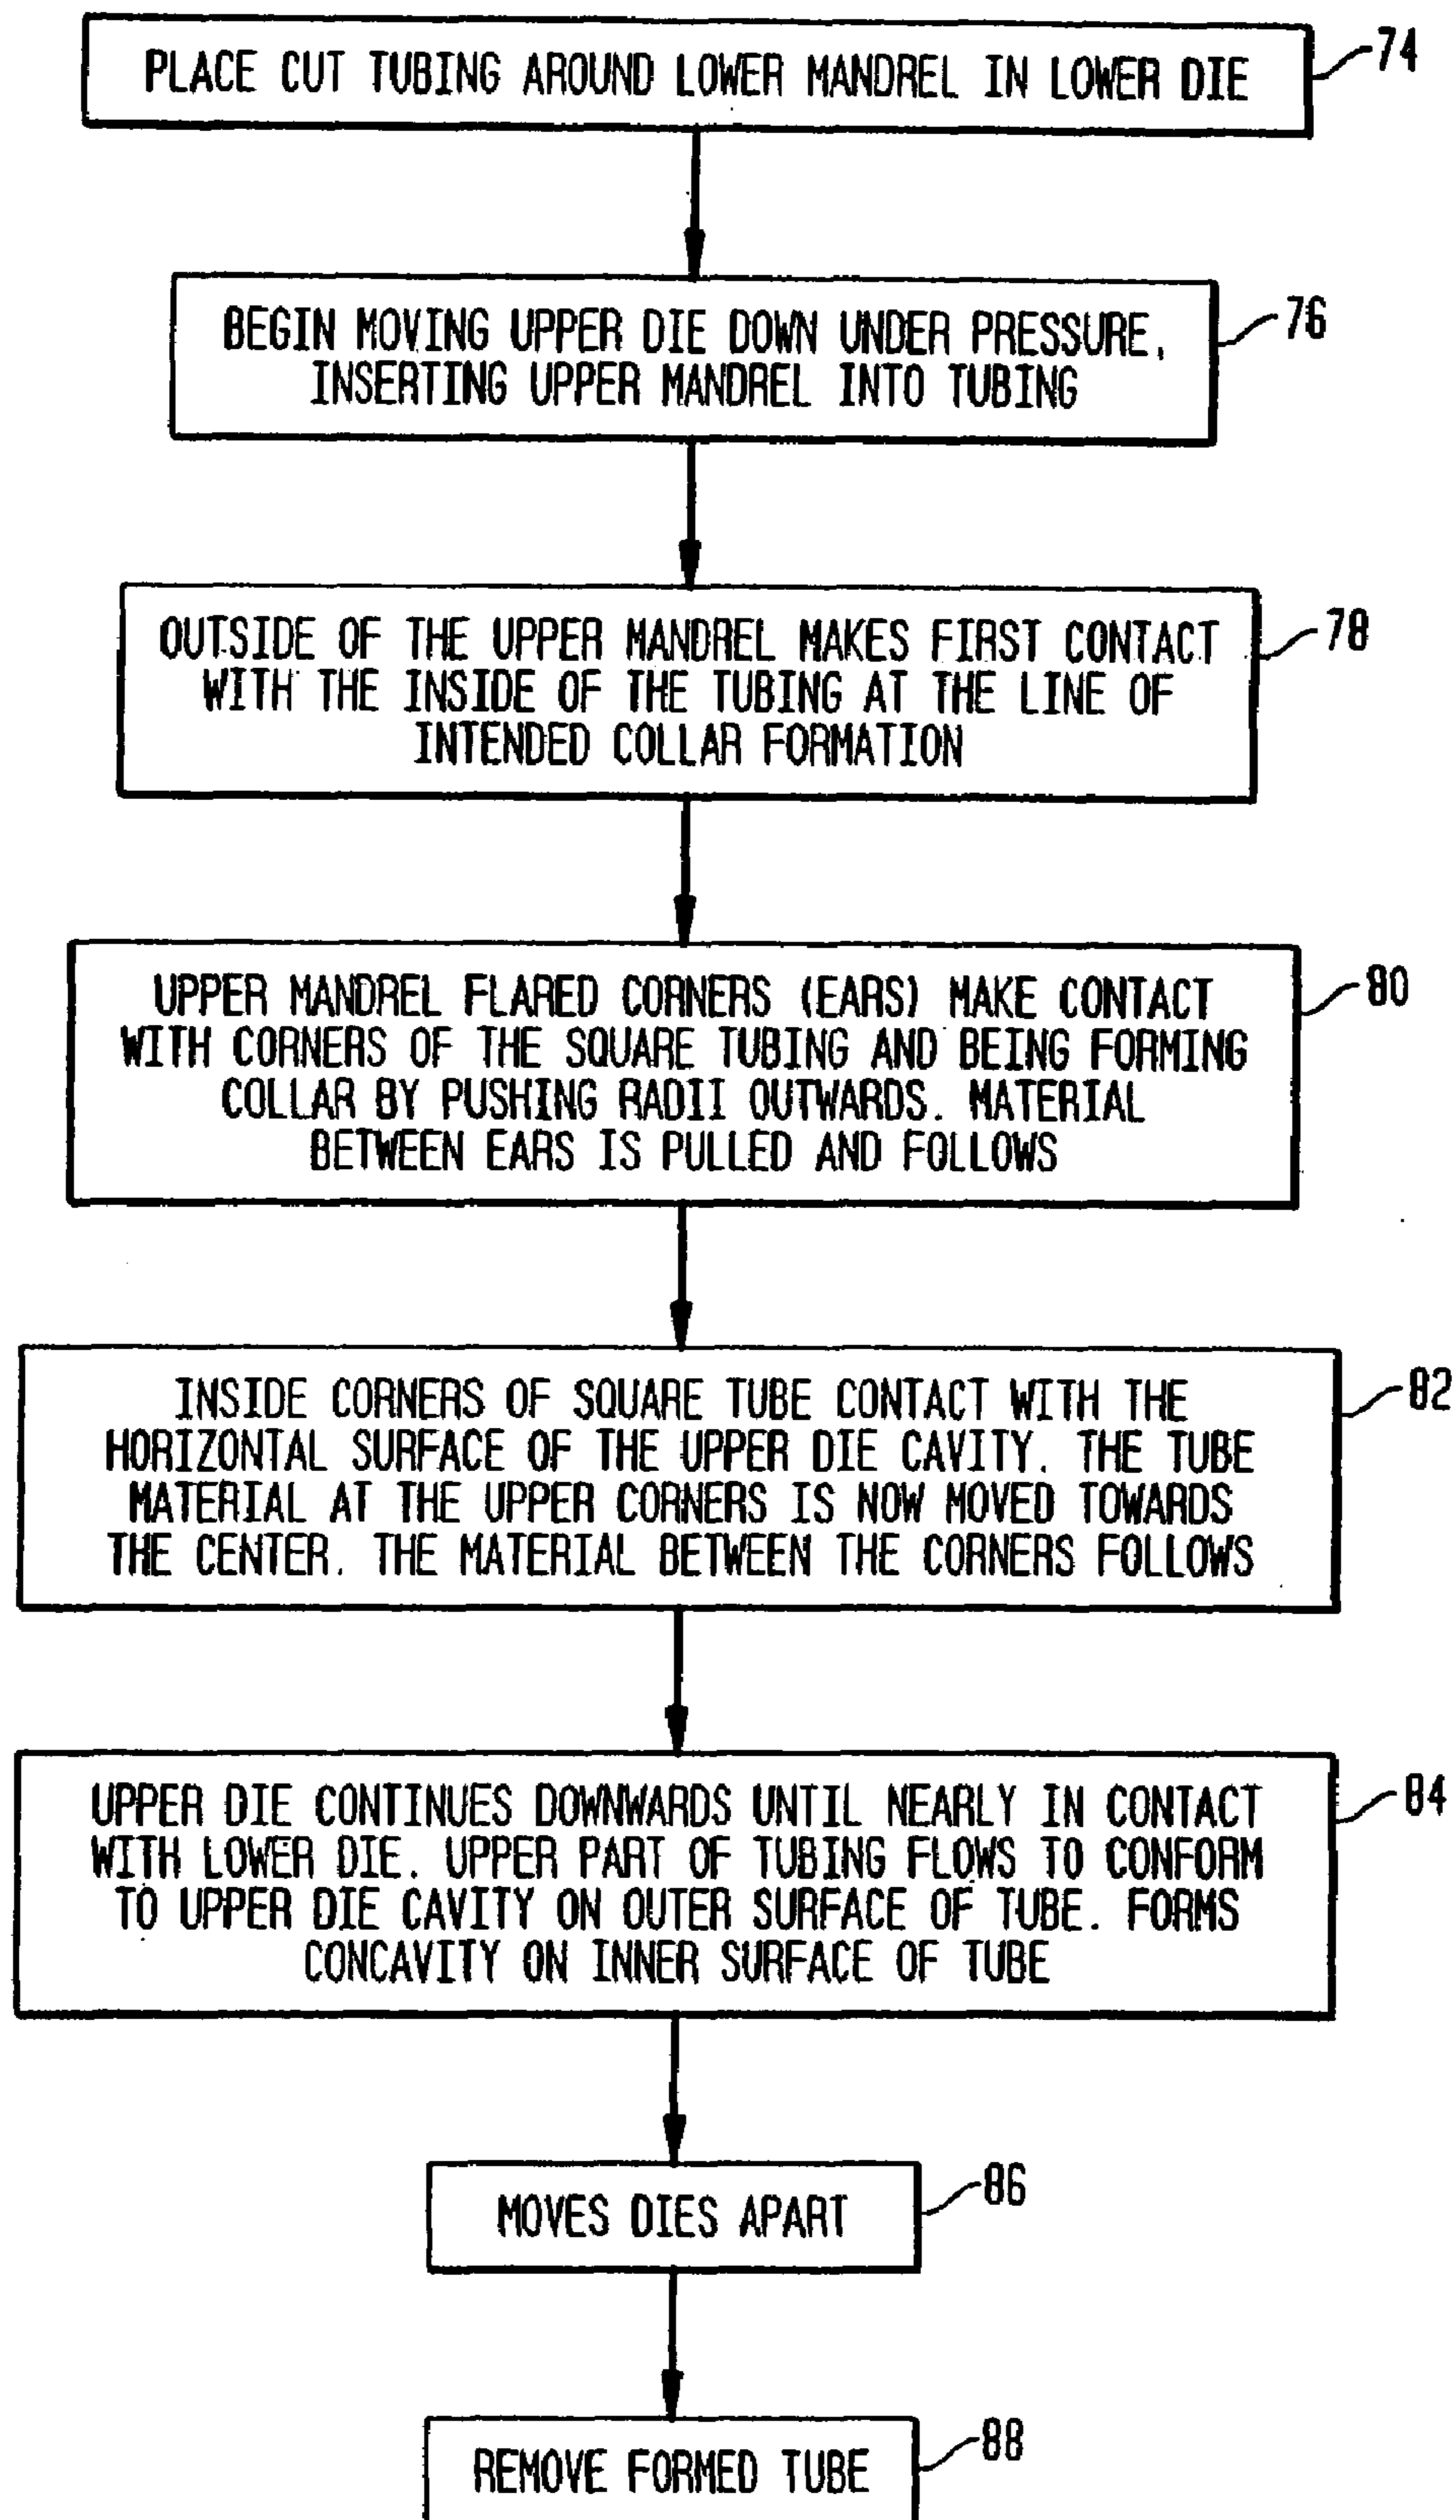 PLACE CUT TUBING AROUND LOWER MANDREL IN LOWER DIE
74
BEGIN MOVING UPPER DIE DOWN UNDER PRESSURE,
INSERTING UPPER MANDREL INTO TUBING
76
OUTSIDE OF THE UPPER MANDREL MAKES FIRST CONTACT
WITH THE INSIDE OF THE TUBING AT THE LINE OF
INTENDED COLLAR FORMATION
78
UPPER MANDREL FLARED CORNERS (EARS) MAKE CONTACT
WITH CORNERS OF THE SQUARE TUBING AND BEING FORMING
COLLAR BY PUSHING RADII OUTWARDS. MATERIAL
BETWEEN EARS IS PULLED AND FOLLOWS
80
INSIDE CORNERS OF SQUARE TUBE CONTACT WITH THE
HORIZONTAL SURFACE OF THE UPPER DIE CAVITY. THE TUBE
MATERIAL AT THE UPPER CORNERS IS NOW MOVED TOWARDS
THE CENTER. THE MATERIAL BETWEEN THE CORNERS FOLLOWS
82
UPPER DIE CONTINUES DOWNWARDS UNTIL NEARLY IN CONTACT
WITH LOWER DIE. UPPER PART OF TUBING FLOWS TO CONFORM
TO UPPER DIE CAVITY ON OUTER SURFACE OF TUBE. FORMS
CONCAVITY ON INNER SURFACE OF TUBE
84
MOVES DIES APART
86
REMOVE FORMED TUBE
88